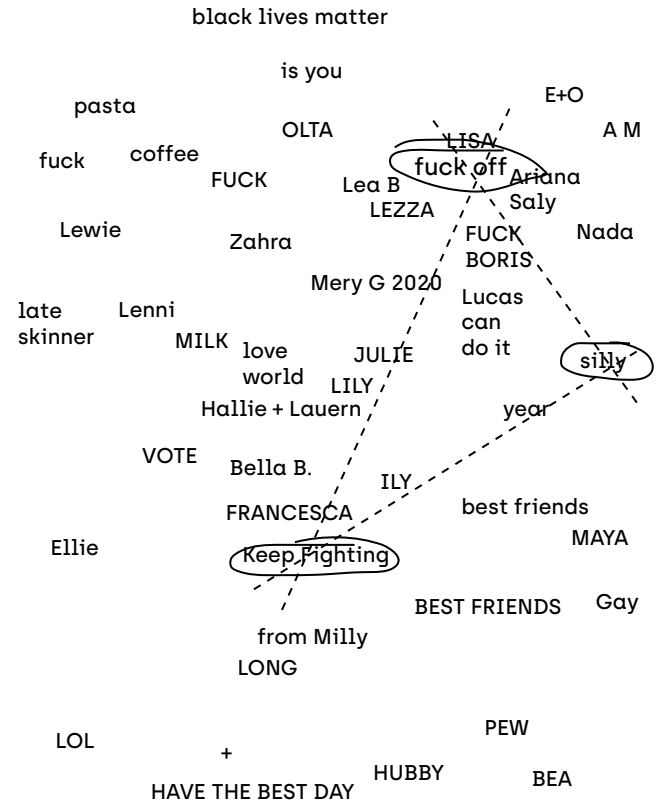 black lives matter
is you
E+O
pasta
OLTA
A M
LISA
fuck
coffee
fuck off
FUCK
Lea B
Ariana
Saly
LEZZA
Lewie
Zahra
FUCK
BORIS
Nada
Mery G 2020
Lucas
can
do it
late
skinner
Lenni
MILK
love
world
JULIE
silly
LILY
Hallie + Lauern
year
VOTE
Bella B.
ILY
FRANCESCA
best friends
Ellie
Keep Fighting
MAYA
BEST FRIENDS
Gay
from Milly
LONG
LOL
+
PEW
HAVE THE BEST DAY
HUBBY
BEA